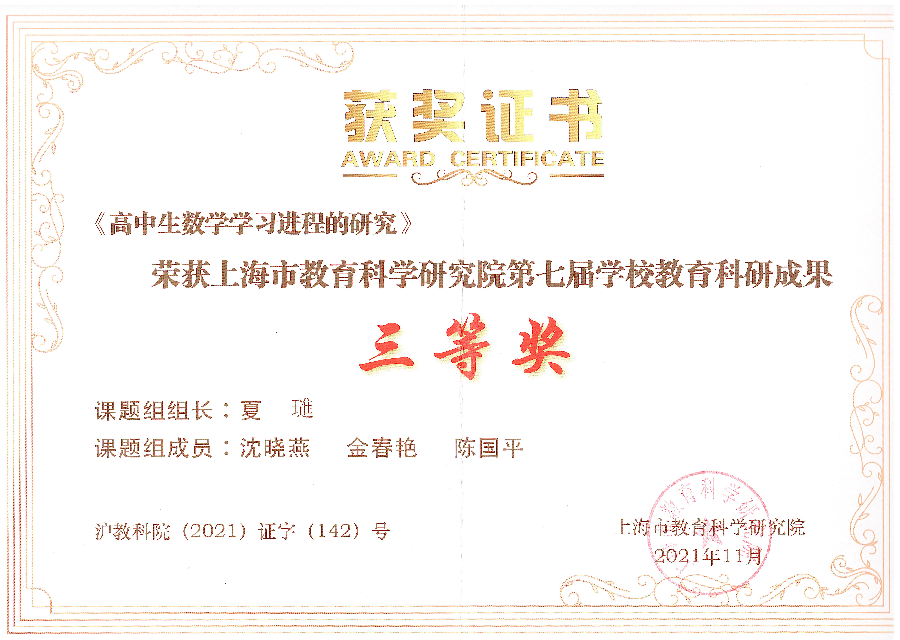 获奖证书
AWARD CERTIFICATE
《高中生数学学习进程的研究》
荣获上海市教育科学研究院第七届学校教育科研成果
三等奖
课题组组长：夏
课题组成员：沈晓燕 金春艳 陈国平
沪教科院（2021）证字（142）号
上海市教育科学研究院
2021年11月